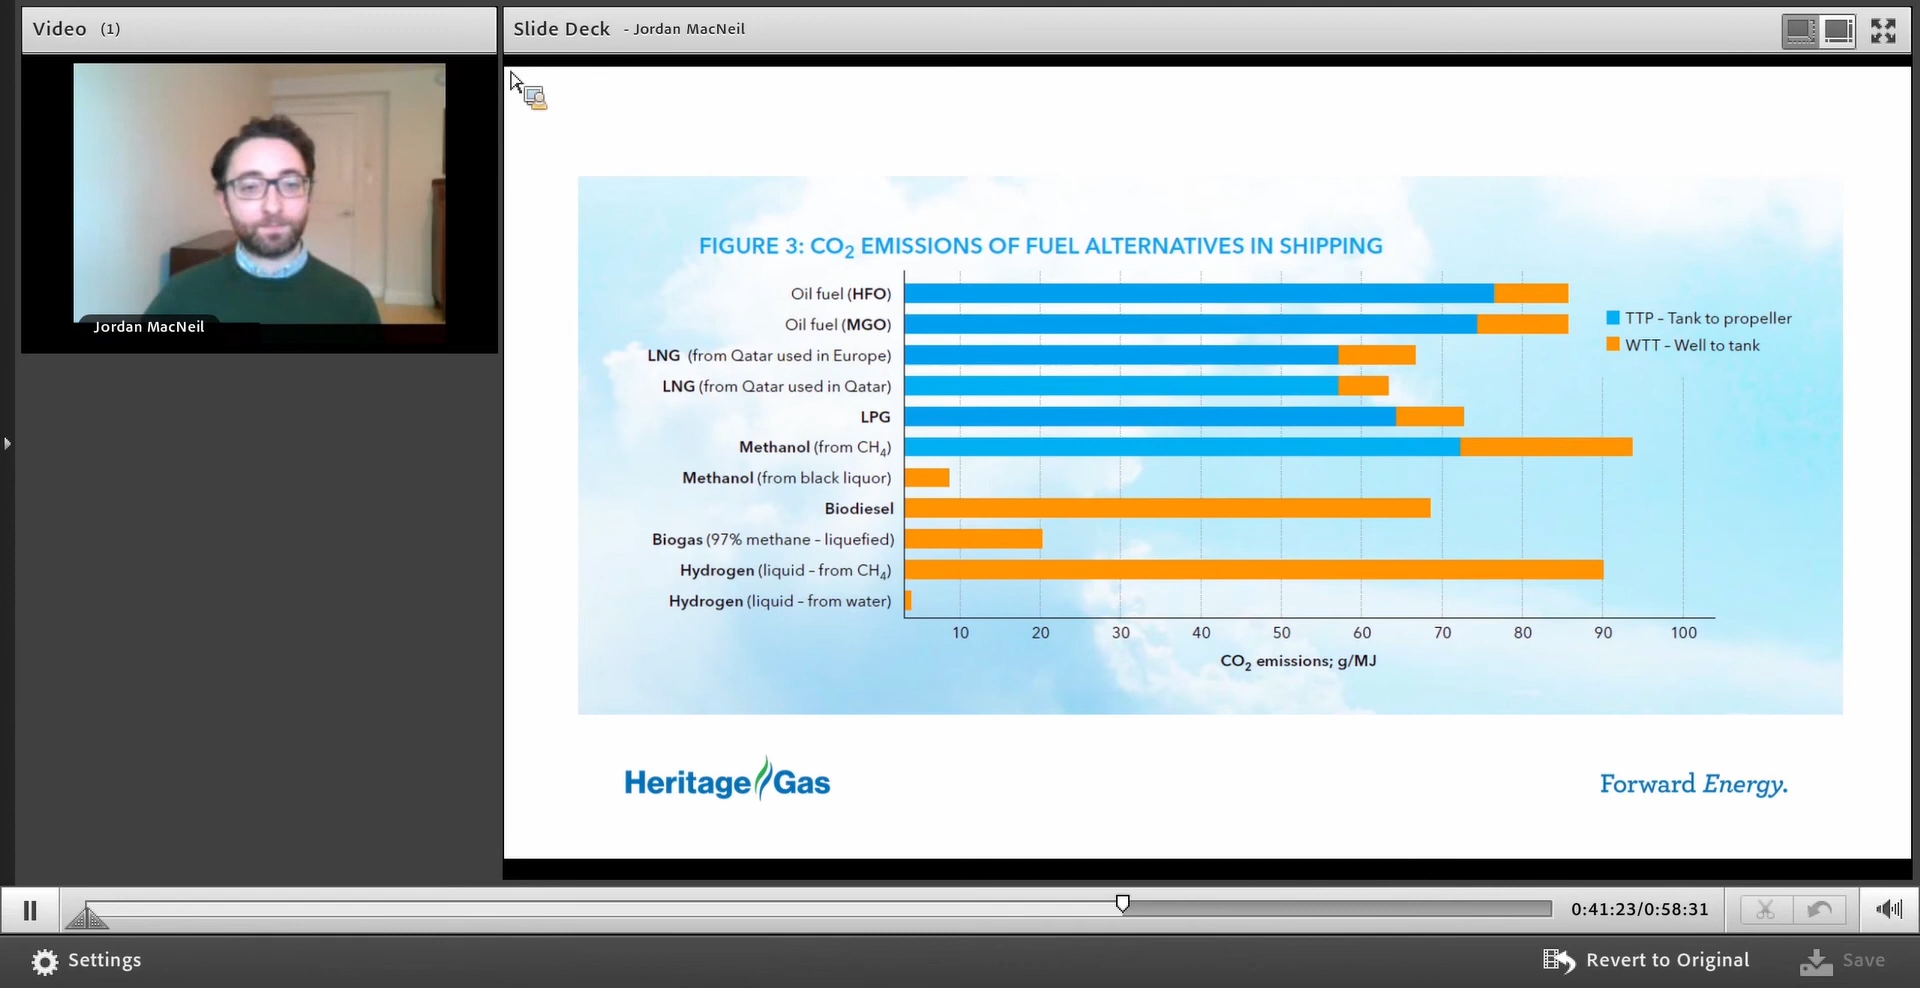 Video (1)
Slide Deck - Jordan MacNeil
Jordan MacNeil
FIGURE 3: CO₂ EMISSIONS OF FUEL ALTERNATIVES IN SHIPPING
Oil fuel (HFO)
Oil fuel (MGO)
LNG (from Qatar used in Europe)
LNG (from Qatar used in Qatar)
LPG
Methanol (from CH₄)
Methanol (from black liquor)
Biodiesel
Biogas (97% methane – liquefied)
Hydrogen (liquid – from CH₄)
Hydrogen (liquid – from water)
TTP – Tank to propeller
WTT – Well to tank
10 20 30 40 50 60 70 80 90 100
CO₂ emissions; g/MJ
Heritage Gas
Forward Energy.
0:41:23/0:58:31
Settings
Revert to Original
Save